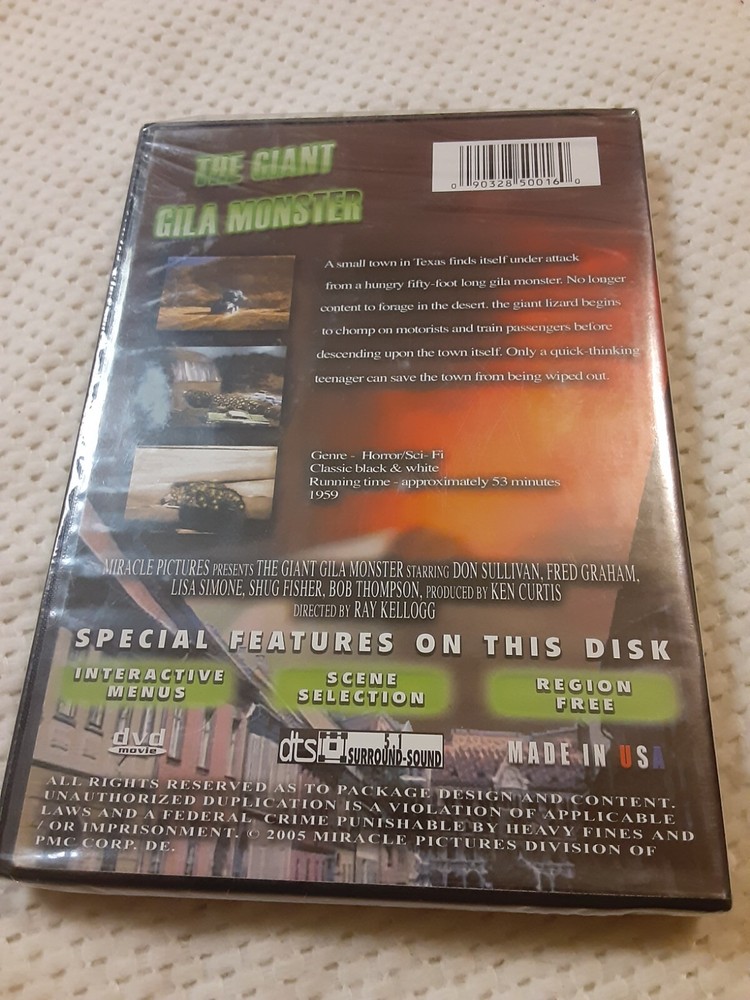 THE GIANT
GILA MONSTER
0 90328 50016 0
A small town in Texas finds itself under attack
from a hungry fifty-foot long gila monster. No longer
content to forage in the desert. the giant lizard begins
to chomp on motorists and train passengers before
descending upon the town itself. Only a quick-thinking
teenager can save the town from being wiped out.
Genre - Horror/Sci- Fi
Classic black & white
Running time - approximately 53 minutes
1959
MIRACLE PICTURES PRESENTS THE GIANT GILA MONSTER STARRING DON SULLIVAN, FRED GRAHAM,
LISA SIMONE, SHUG FISHER, BOB THOMPSON, PRODUCED BY KEN CURTIS
DIRECTED BY RAY KELLOGG
SPECIAL FEATURES ON THIS DISK
INTERACTIVE
MENUS
SCENE
SELECTION
REGION
FREE
dvd
movie
dts 5.1
SURROUND-SOUND
MADE IN USA
ALL RIGHTS RESERVED AS TO PACKAGE DESIGN AND CONTENT.
UNAUTHORIZED DUPLICATION IS A VIOLATION OF APPLICABLE
LAWS AND A FEDERAL, CRIME PUNISHABLE BY HEAVY FINES AND
/ OR IMPRISONMENT. © 2005 MIRACLE PICTURES DIVISION OF
PMC CORP. DE.